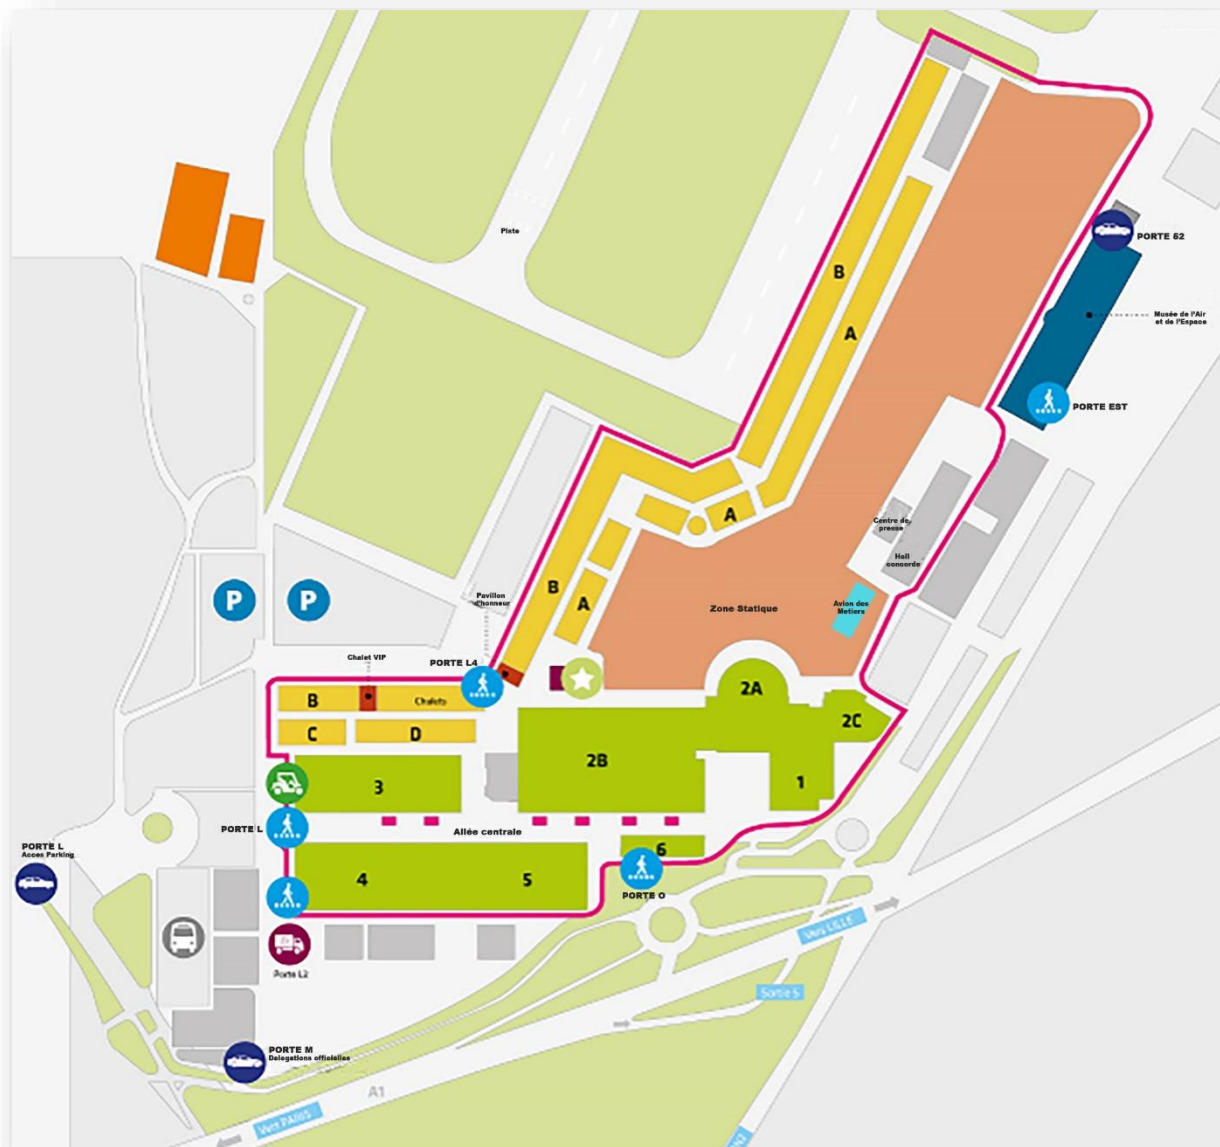 Piste
PORTE 52
B
Musée de l'Air
et de l'Espace
A
PORTE EST
A
Centre de
presse
Hall
concorde
B
Pavillon
d'honneur
P
P
A
Zone Statique
Avion des
Metiers
Chalet VIP
PORTE L4
B
Chalets
2A
C
D
2C
2B
3
1
PORTE L
Allée centrale
PORTE L
Acces Parking
6
4
5
PORTE O
Vers LILLE
Porte L2
Sortie 5
PORTE M
Delegations officielles
A1
Vers PARIS
N2